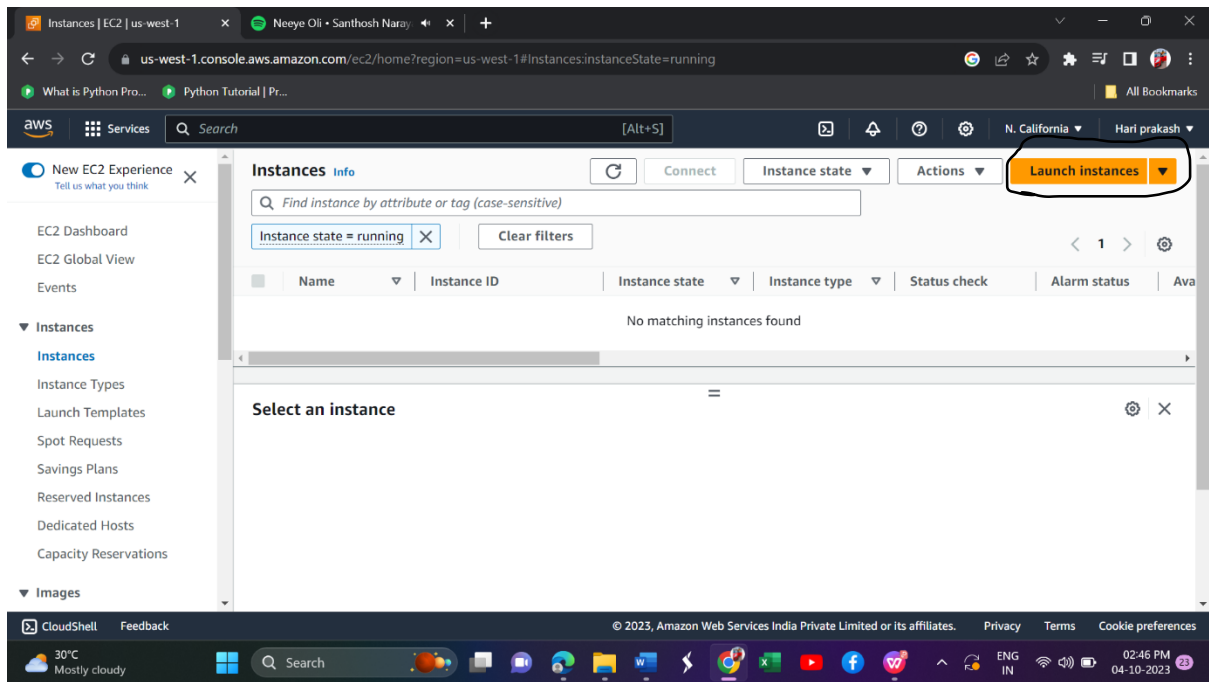 Instances | EC2 | us-west-1
Neeye Oli • Santhosh Naray
us-west-1.console.aws.amazon.com/ec2/home?region=us-west-1#Instances:instanceState=running
What is Python Pro...
Python Tutorial | Pr...
All Bookmarks
aws
Services
Search
[Alt+S]
N. California
Hari prakash
New EC2 Experience
Tell us what you think
EC2 Dashboard
EC2 Global View
Events
Instances
Instances
Instance Types
Launch Templates
Spot Requests
Savings Plans
Reserved Instances
Dedicated Hosts
Capacity Reservations
Images
Instances Info
Connect
Instance state
Actions
Launch instances
Find instance by attribute or tag (case-sensitive)
Instance state = running
Clear filters
1
Name
Instance ID
Instance state
Instance type
Status check
Alarm status
Ava
No matching instances found
Select an instance
CloudShell
Feedback
© 2023, Amazon Web Services India Private Limited or its affiliates.
Privacy
Terms
Cookie preferences
30°C
Mostly cloudy
Search
ENG
IN
02:46 PM
04-10-2023
23